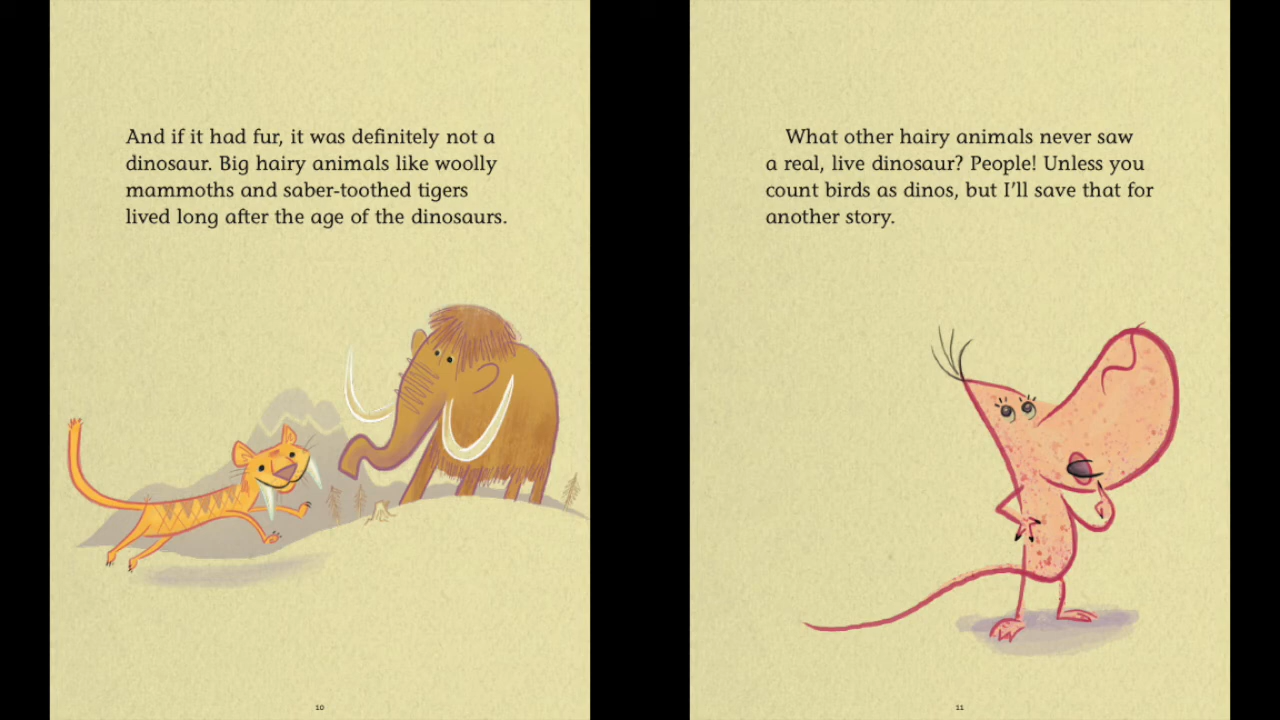 And if it had fur, it was definitely not a
dinosaur. Big hairy animals like woolly
mammoths and saber-toothed tigers
lived long after the age of the dinosaurs.
10
What other hairy animals never saw
a real, live dinosaur? People! Unless you
count birds as dinos, but I’ll save that for
another story.
11